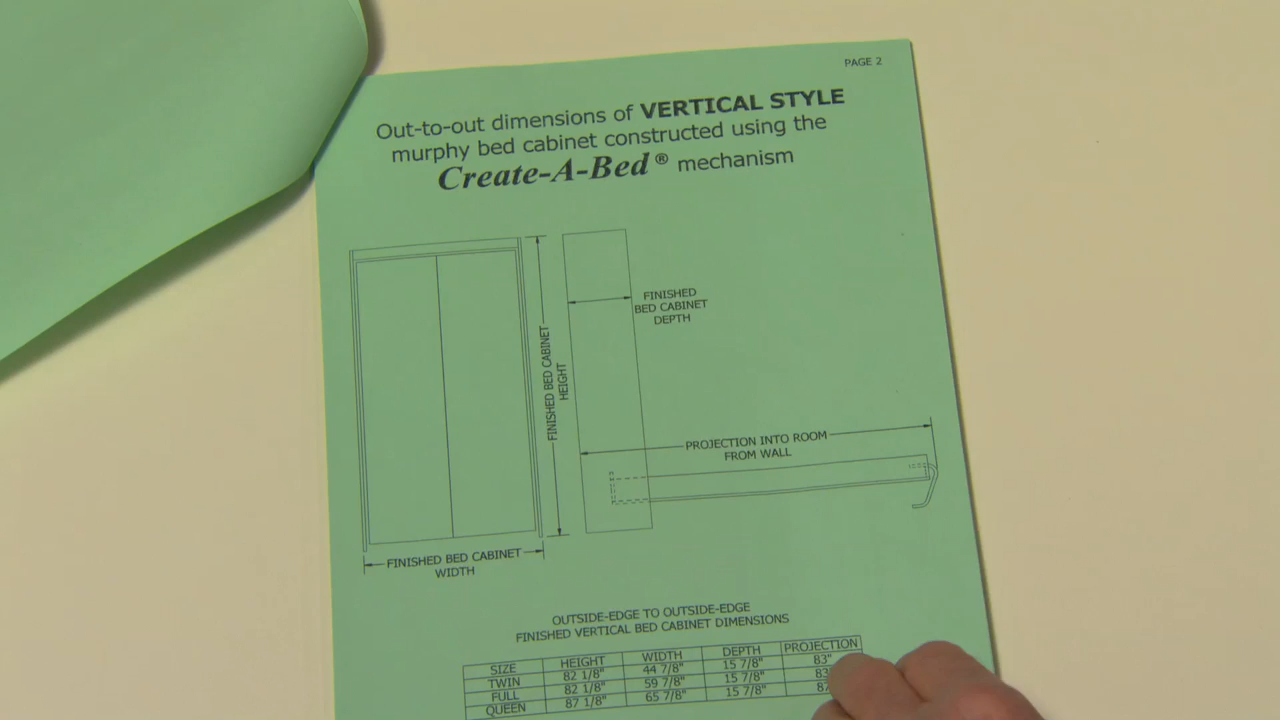 PAGE 2
Out-to-out dimensions of VERTICAL STYLE
murphy bed cabinet constructed using the
Create-A-Bed® mechanism
FINISHED
BED CABINET
DEPTH
FINISHED BED CABINET
HEIGHT
PROJECTION INTO ROOM
FROM WALL
FINISHED BED CABINET
WIDTH
OUTSIDE-EDGE TO OUTSIDE-EDGE
FINISHED VERTICAL BED CABINET DIMENSIONS
SIZE HEIGHT WIDTH DEPTH PROJECTION
TWIN 82 1/8" 44 7/8" 15 7/8" 83"
FULL 82 1/8" 59 7/8" 15 7/8" 83
QUEEN 87 1/8" 65 7/8" 15 7/8"